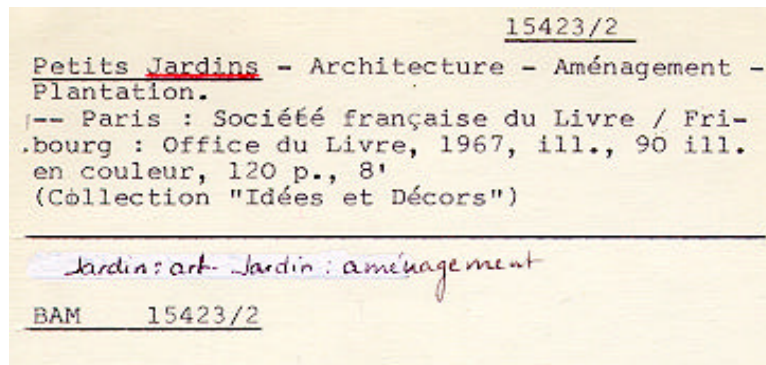 15423/2
Petits Jardins - Architecture - Aménagement -
Plantation.
-- Paris : Société française du Livre / Fri-
bourg : Office du Livre, 1967, ill., 90 ill.
en couleur, 120 p., 8'
(Collection "Idées et Décors")
Jardin : art - Jardin : aménagement
BAM 15423/2